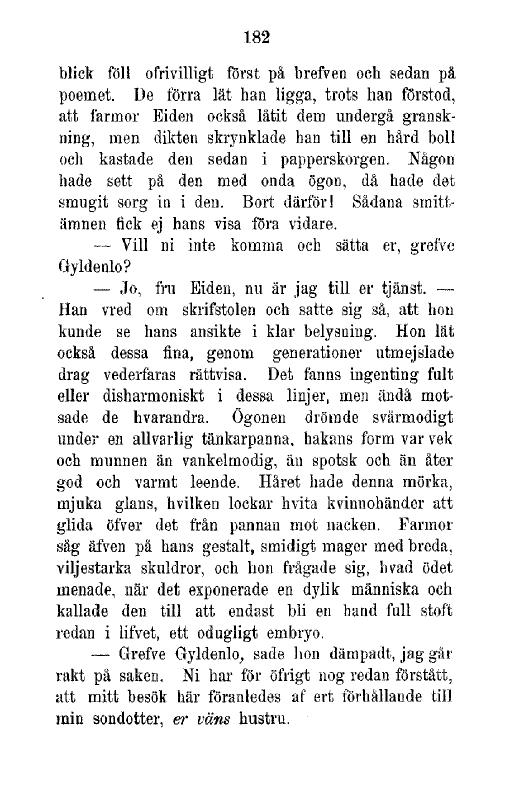 182
blick föll ofrivilligt först på brefven och sedan på
poemet. De förra lät han ligga, trots han förstod,
att farmor Eiden också låtit dem undergå gransk-
ning, men dikten skrynklade han till en hård boll
och kastade den sedan i papperskorgen. Någon
hade sett på den med onda ögon, då hade det
smugit sorg in i den. Bort därför! Sådana smitt-
ämnen fick ej hans visa föra vidare.
— Vill ni inte komma och sätta er, grefve
Gyldenlo?
— Jo, fru Eiden, nu är jag till er tjänst. —
Han vred om skrifstolen och satte sig så, att hon
kunde se hans ansikte i klar belysning. Hon lät
också dessa fina, genom generationer utmejslade
drag vederfaras rättvisa. Det fanns ingenting fult
eller disharmoniskt i dessa linjer, men ändå mot-
sade de hvarandra. Ögonen drömde svärmodigt
under en allvarlig tänkarpanna, hakans form var vek
och munnen än vankelmodig, än spotsk och än åter
god och varmt leende. Håret hade denna mörka,
mjuka glans, hvilken lockar hvita kvinnohänder att
glida öfver det från pannan mot nacken. Farmor
såg äfven på hans gestalt, smidigt mager med breda,
viljestarka skuldror, och hon frågade sig, hvad ödet
menade, när det exponerade en dylik människa och
kallade den till att endast bli en hand full stoft
redan i lifvet, ett odugligt embryo.
— Grefve Gyldenlo, sade hon dämpadt, jag går
rakt på saken. Ni har för öfrigt nog redan förstått,
att mitt besök här föranledes af ert förhållande till
min sondotter, er väns hustru.